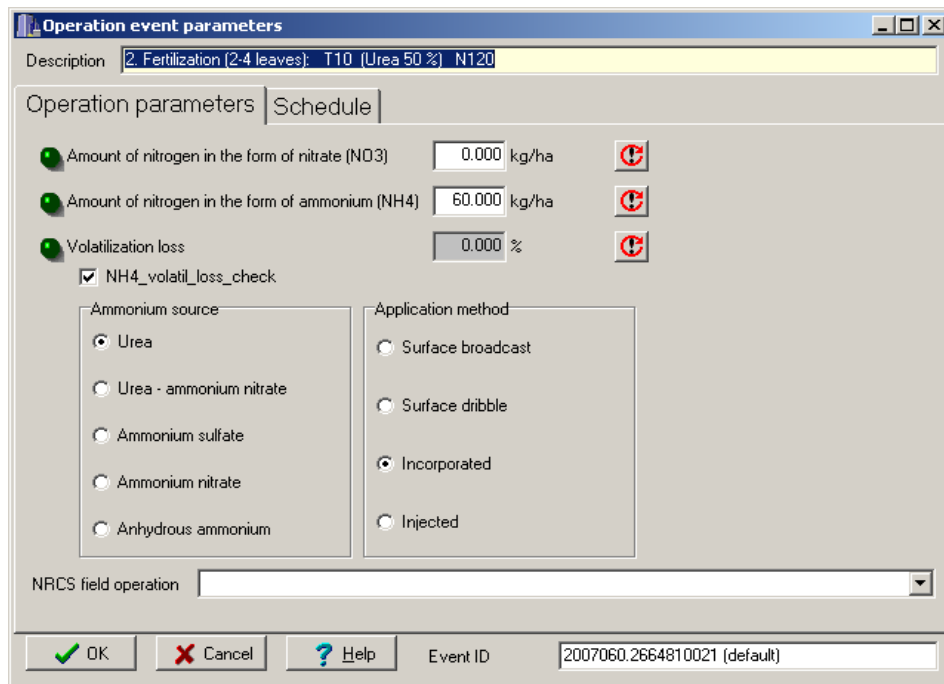 Operation event parameters
Description 2. Fertilization (2-4 leaves): T10 (Urea 50 %) N120
Operation parameters Schedule
Amount of nitrogen in the form of nitrate (NO3) 0.000 kg/ha
Amount of nitrogen in the form of ammonium (NH4) 60.000 kg/ha
Volatilization loss 0.000 %
NH4_volatil_loss_check
Ammonium source
Urea
Urea - ammonium nitrate
Ammonium sulfate
Ammonium nitrate
Anhydrous ammonium
Application method
Surface broadcast
Surface dribble
Incorporated
Injected
NRCS field operation
OK Cancel Help Event ID 2007060.2664810021 (default)